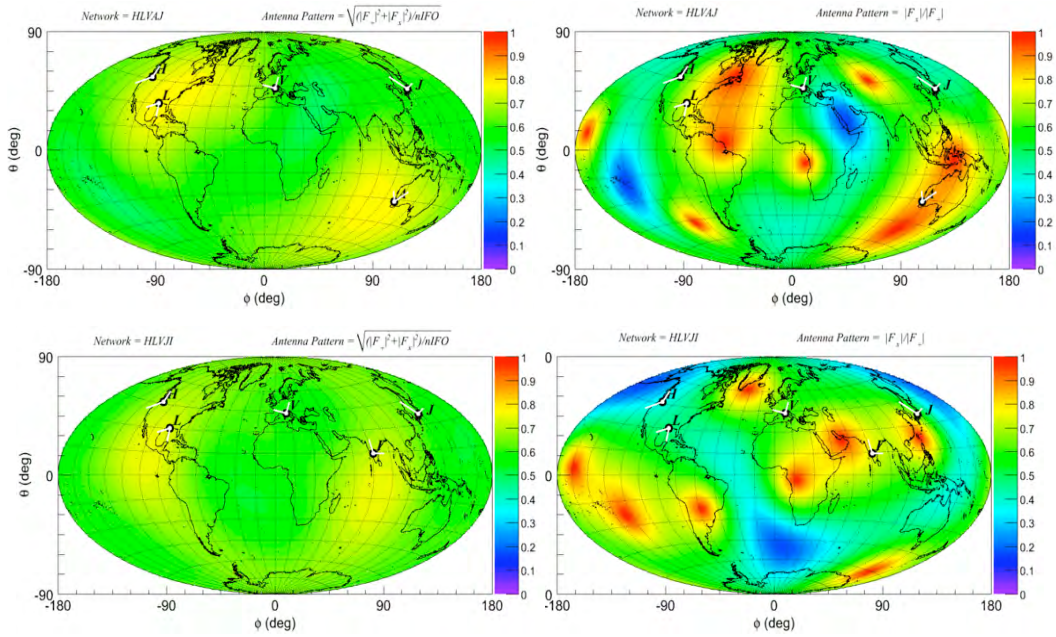 Network = HLVAJ Antenna Pattern = √(|F₊|²+|Fₓ|²)/nIFO
90
0
-90
θ (deg)
-180 -90 0 90 180
ϕ (deg)
1
0.9
0.8
0.7
0.6
0.5
0.4
0.3
0.2
0.1
0
L
J
Network = HLVAJ Antenna Pattern = |Fₓ|/|F₊|
90
0
-90
θ (deg)
-180 -90 0 90 180
ϕ (deg)
1
0.9
0.8
0.7
0.6
0.5
0.4
0.3
0.2
0.1
0
L
J
Network = HLVJI Antenna Pattern = √(|F₊|²+|Fₓ|²)/nIFO
90
0
-90
θ (deg)
-180 -90 0 90 180
ϕ (deg)
1
0.9
0.8
0.7
0.6
0.5
0.4
0.3
0.2
0.1
0
L
J
I
Network = HLVJI Antenna Pattern = |Fₓ|/|F₊|
0
0
0
θ (deg)
-180 -90 0 90 180
ϕ (deg)
1
0.9
0.8
0.7
0.6
0.5
0.4
0.3
0.2
0.1
0
L
J
I